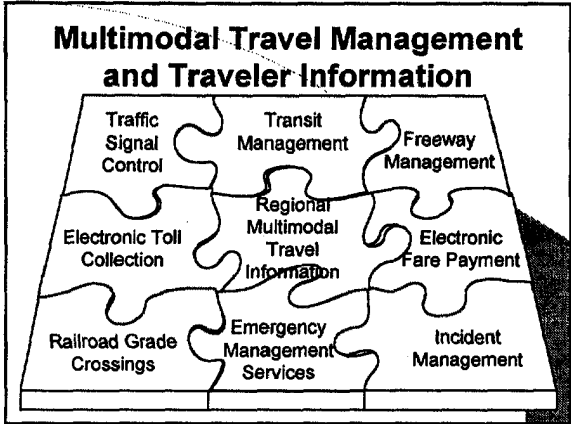 Multimodal Travel Management
and Traveler Information
Traffic
Signal
Control
Transit
Management
Freeway
Management
Electronic Toll
Collection
Regional
Multimodal
Travel
Information
Electronic
Fare Payment
Railroad Grade
Crossings
Emergency
Management
Services
Incident
Management